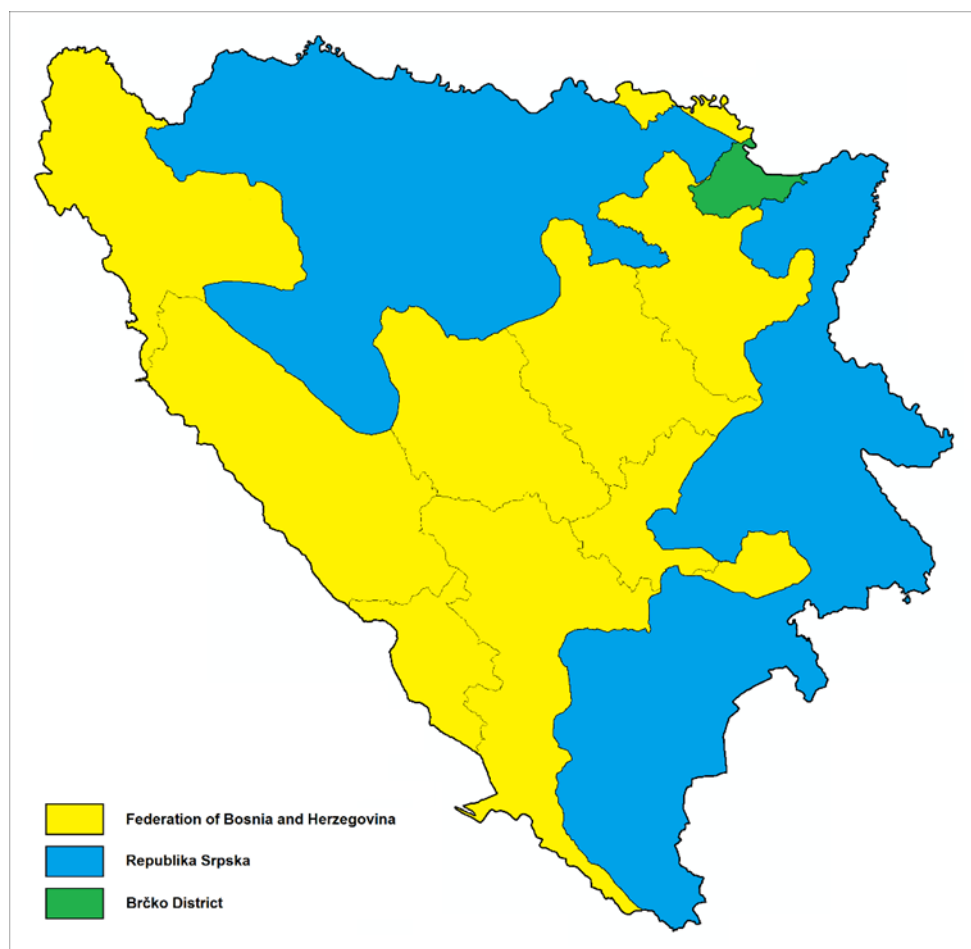 Federation of Bosnia and Herzegovina
Republika Srpska
Brčko District